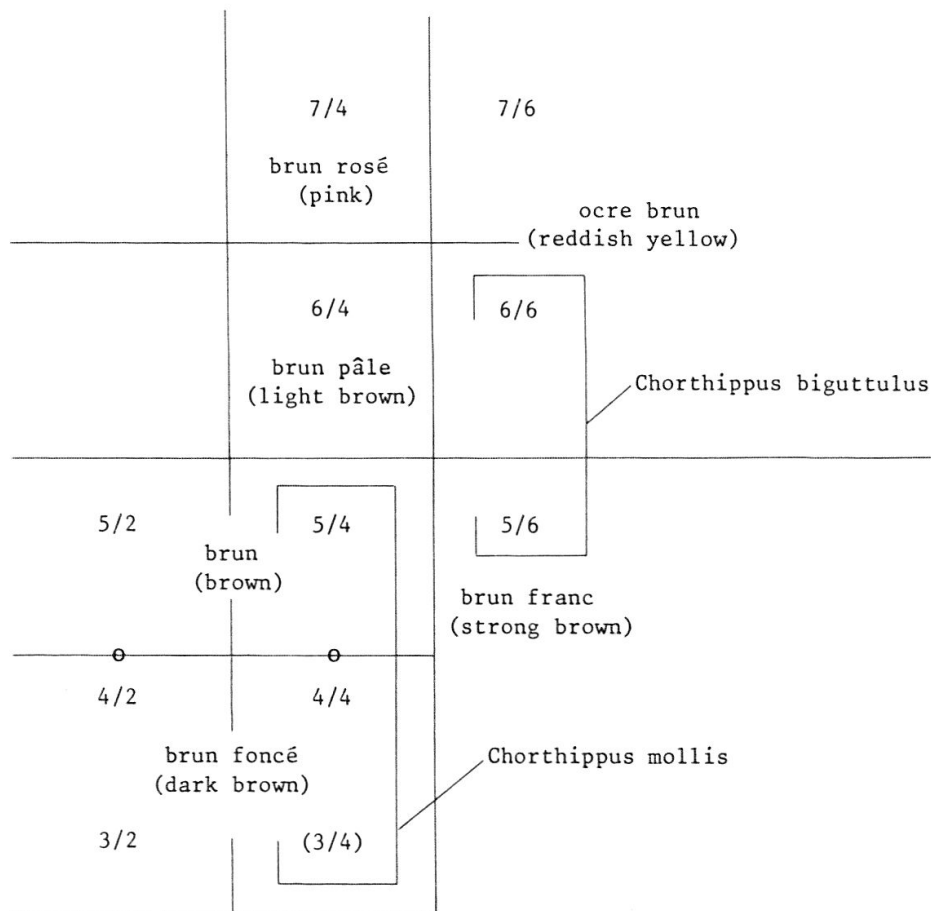 7/4
7/6
brun rosé
(pink)
ocre brun
(reddish yellow)
6/4
6/6
brun pâle
(light brown)
Chorthippus biguttulus
5/2
5/4
5/6
brun
(brown)
brun franc
(strong brown)
4/2
4/4
brun foncé
(dark brown)
Chorthippus mollis
3/2
(3/4)